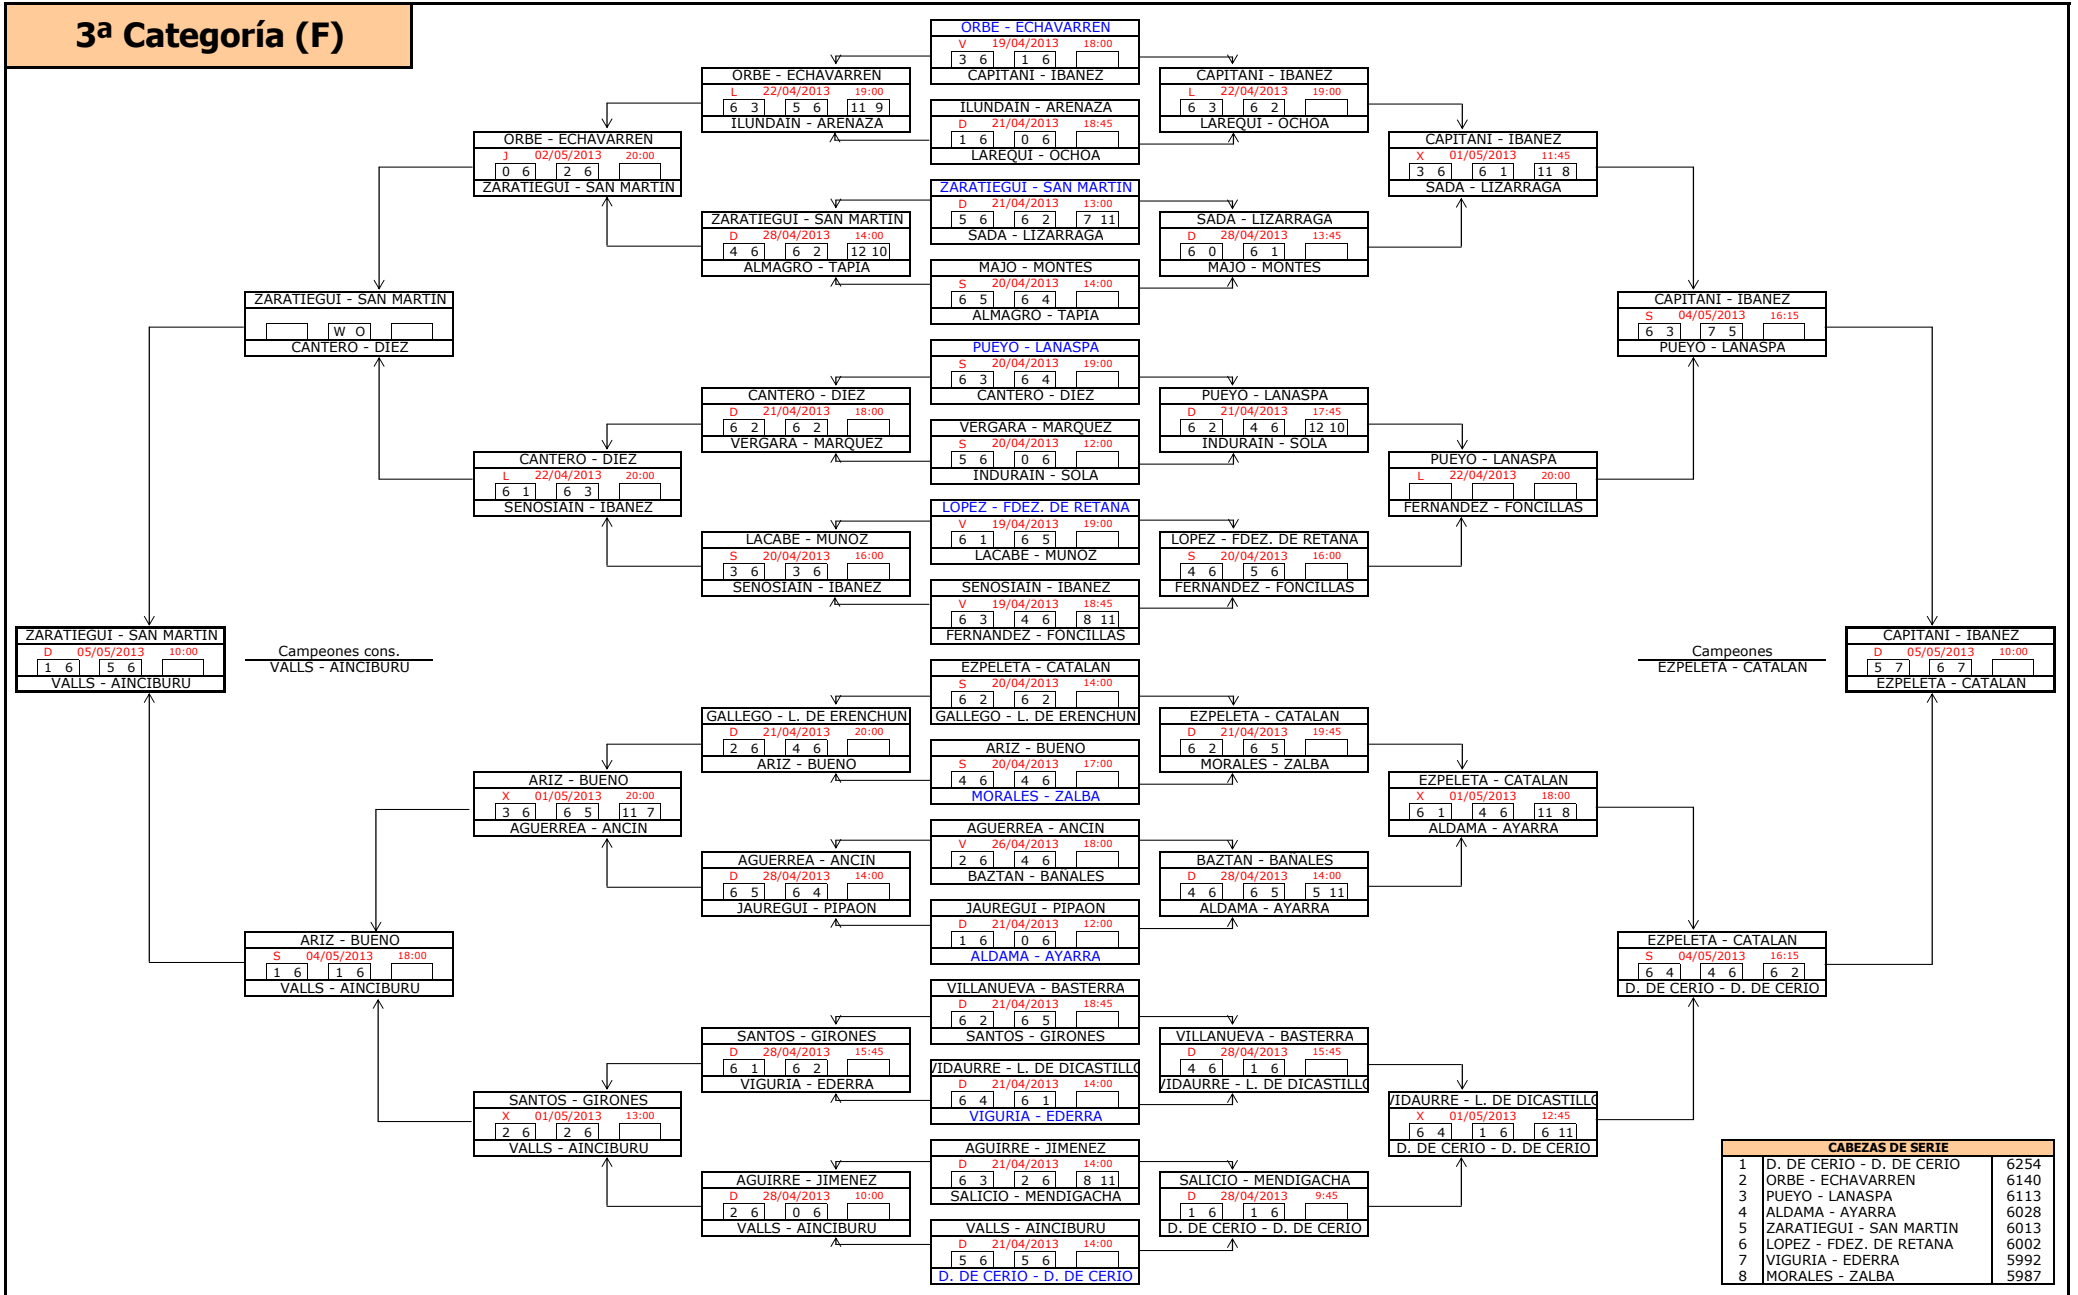 3ª Categoría (F)
ZARATIEGUI - SAN MARTIN
D 05/05/2013 10:00
1 6 5 6
VALLS - AINCIBURU
Campeones cons.
VALLS - AINCIBURU
ZARATIEGUI - SAN MARTIN
W O
CANTERO - DIEZ
ARIZ - BUENO
S 04/05/2013 18:00
1 6 1 6
VALLS - AINCIBURU
ORBE - ECHAVARREN
J 02/05/2013 20:00
0 6 2 6
ZARATIEGUI - SAN MARTIN
CANTERO - DIEZ
L 22/04/2013 20:00
6 1 6 3
SENOSIAIN - IBANEZ
ARIZ - BUENO
X 01/05/2013 20:00
3 6 6 5 11 7
AGUERREA - ANCIN
SANTOS - GIRONES
X 01/05/2013 13:00
2 6 2 6
VALLS - AINCIBURU
ORBE - ECHAVARREN
L 22/04/2013 19:00
6 3 5 6 11 9
ILUNDAIN - ARENAZA
ZARATIEGUI - SAN MARTIN
D 28/04/2013 14:00
4 6 6 2 12 10
ALMAGRO - TAPIA
CANTERO - DIEZ
D 21/04/2013 18:00
6 2 6 2
VERGARA - MARQUEZ
LACABE - MUÑOZ
S 20/04/2013 16:00
3 6 3 6
SENOSIAIN - IBANEZ
GALLEGO - L. DE ERENCHUN
D 21/04/2013 20:00
2 6 4 6
ARIZ - BUENO
AGUERREA - ANCIN
D 28/04/2013 14:00
6 5 6 4
JAUREGUI - PIPAON
SANTOS - GIRONES
D 28/04/2013 15:45
6 1 6 2
VIGURIA - EDERRA
AGUIRRE - JIMENEZ
D 28/04/2013 10:00
2 6 0 6
VALLS - AINCIBURU
ORBE - ECHAVARREN
V 19/04/2013 18:00
3 6 1 6
CAPITANI - IBANEZ
ILUNDAIN - ARENAZA
D 21/04/2013 18:45
1 6 0 6
LAREQUI - OCHOA
ZARATIEGUI - SAN MARTIN
D 21/04/2013 13:00
5 6 6 2 7 11
SADA - LIZARRAGA
MAJO - MONTES
S 20/04/2013 14:00
6 5 6 4
ALMAGRO - TAPIA
PUEYO - LANASPA
S 20/04/2013 19:00
6 3 6 4
CANTERO - DIEZ
VERGARA - MARQUEZ
S 20/04/2013 12:00
5 6 0 6
INDURAIN - SOLA
LOPEZ - FDEZ. DE RETANA
V 19/04/2013 19:00
6 1 6 5
LACABE - MUÑOZ
SENOSIAIN - IBANEZ
V 19/04/2013 18:45
6 3 4 6 8 11
FERNANDEZ - FONCILLAS
EZPELETA - CATALAN
S 20/04/2013 14:00
6 2 6 2
GALLEGO - L. DE ERENCHUN
ARIZ - BUENO
S 20/04/2013 17:00
4 6 4 6
MORALES - ZALBA
AGUERREA - ANCIN
V 26/04/2013 18:00
2 6 4 6
BAZTAN - BAÑALES
JAUREGUI - PIPAON
D 21/04/2013 12:00
1 6 0 6
ALDAMA - AYARRA
VILLANUEVA - BASTERRA
D 21/04/2013 18:45
6 2 6 5
SANTOS - GIRONES
VIDAURRE - L. DE DICASTILLO
D 21/04/2013 14:00
6 4 6 1
VIGURIA - EDERRA
AGUIRRE - JIMENEZ
D 21/04/2013 14:00
6 3 2 6 8 11
SALICIO - MENDIGACHA
VALLS - AINCIBURU
D 21/04/2013 14:00
5 6 5 6
D. DE CERIO - D. DE CERIO
CAPITANI - IBANEZ
L 22/04/2013 19:00
6 3 6 2
LAREQUI - OCHOA
SADA - LIZARRAGA
D 28/04/2013 13:45
6 0 6 1
MAJO - MONTES
PUEYO - LANASPA
D 21/04/2013 17:45
6 2 4 6 12 10
INDURAIN - SOLA
LOPEZ - FDEZ. DE RETANA
S 20/04/2013 16:00
4 6 5 6
FERNANDEZ - FONCILLAS
EZPELETA - CATALAN
D 21/04/2013 19:45
6 2 6 5
MORALES - ZALBA
BAZTAN - BAÑALES
D 28/04/2013 14:00
4 6 6 5 5 11
ALDAMA - AYARRA
VILLANUEVA - BASTERRA
D 28/04/2013 15:45
4 6 1 6
VIDAURRE - L. DE DICASTILLO
SALICIO - MENDIGACHA
D 28/04/2013 9:45
1 6 1 6
D. DE CERIO - D. DE CERIO
CAPITANI - IBANEZ
X 01/05/2013 11:45
3 6 6 1 11 8
SADA - LIZARRAGA
PUEYO - LANASPA
L 22/04/2013 20:00
FERNANDEZ - FONCILLAS
EZPELETA - CATALAN
X 01/05/2013 18:00
6 1 4 6 11 8
ALDAMA - AYARRA
VIDAURRE - L. DE DICASTILLO
X 01/05/2013 12:45
6 4 1 6 6 11
D. DE CERIO - D. DE CERIO
CAPITANI - IBANEZ
S 04/05/2013 16:15
6 3 7 5
PUEYO - LANASPA
EZPELETA - CATALAN
S 04/05/2013 16:15
6 4 4 6 6 2
D. DE CERIO - D. DE CERIO
Campeones
EZPELETA - CATALAN
CAPITANI - IBANEZ
D 05/05/2013 10:00
5 7 6 7
EZPELETA - CATALAN
CABEZAS DE SERIE
1 D. DE CERIO - D. DE CERIO 6254
2 ORBE - ECHAVARREN 6140
3 PUEYO - LANASPA 6113
4 ALDAMA - AYARRA 6028
5 ZARATIEGUI - SAN MARTIN 6013
6 LOPEZ - FDEZ. DE RETANA 6002
7 VIGURIA - EDERRA 5992
8 MORALES - ZALBA 5987